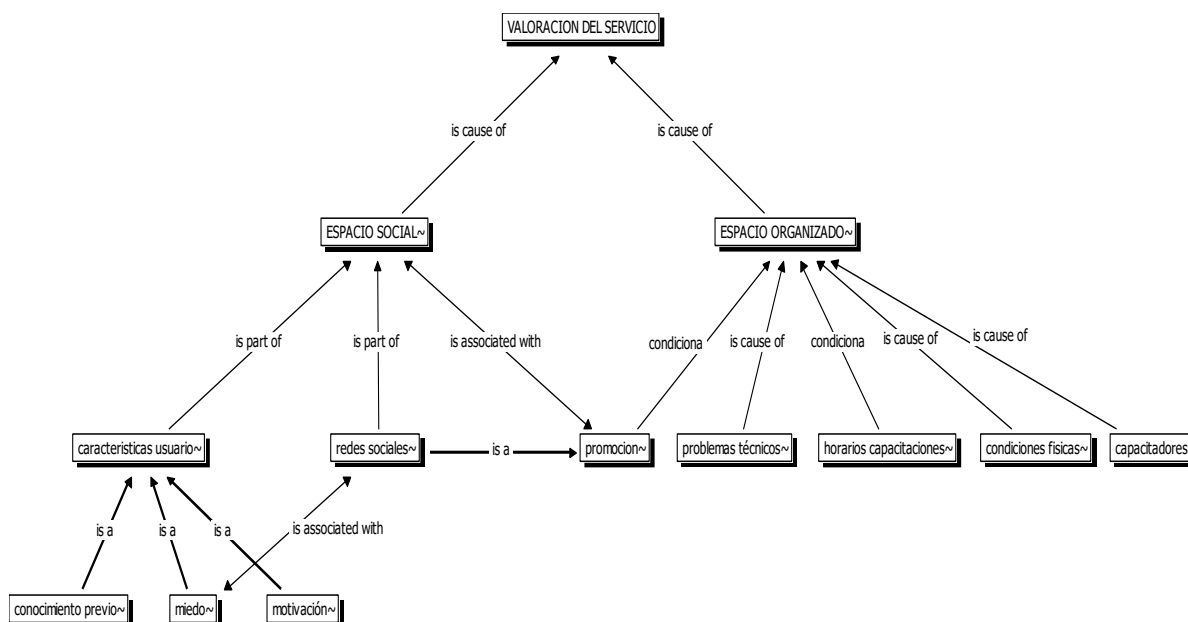 VALORACION DEL SERVICIO
is cause of
is cause of
ESPACIO SOCIAL~
ESPACIO ORGANIZADO~
is part of
is part of
is associated with
condiciona
is cause of
condiciona
is cause of
is cause of
caracteristicas usuario~
redes sociales~
is a
promocion~
problemas técnicos~
horarios capacitaciones~
condiciones fisicas~
capacitadores
is a
is a
is a
is associated with
conocimiento previo~
miedo~
motivación~